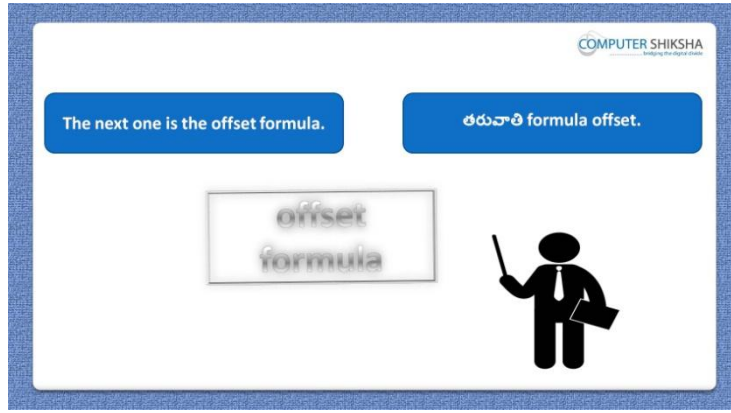 COMPUTER SHIKSHA
bridging the digital divide
The next one is the offset formula.
తరువాతి formula offset.
offset
formula